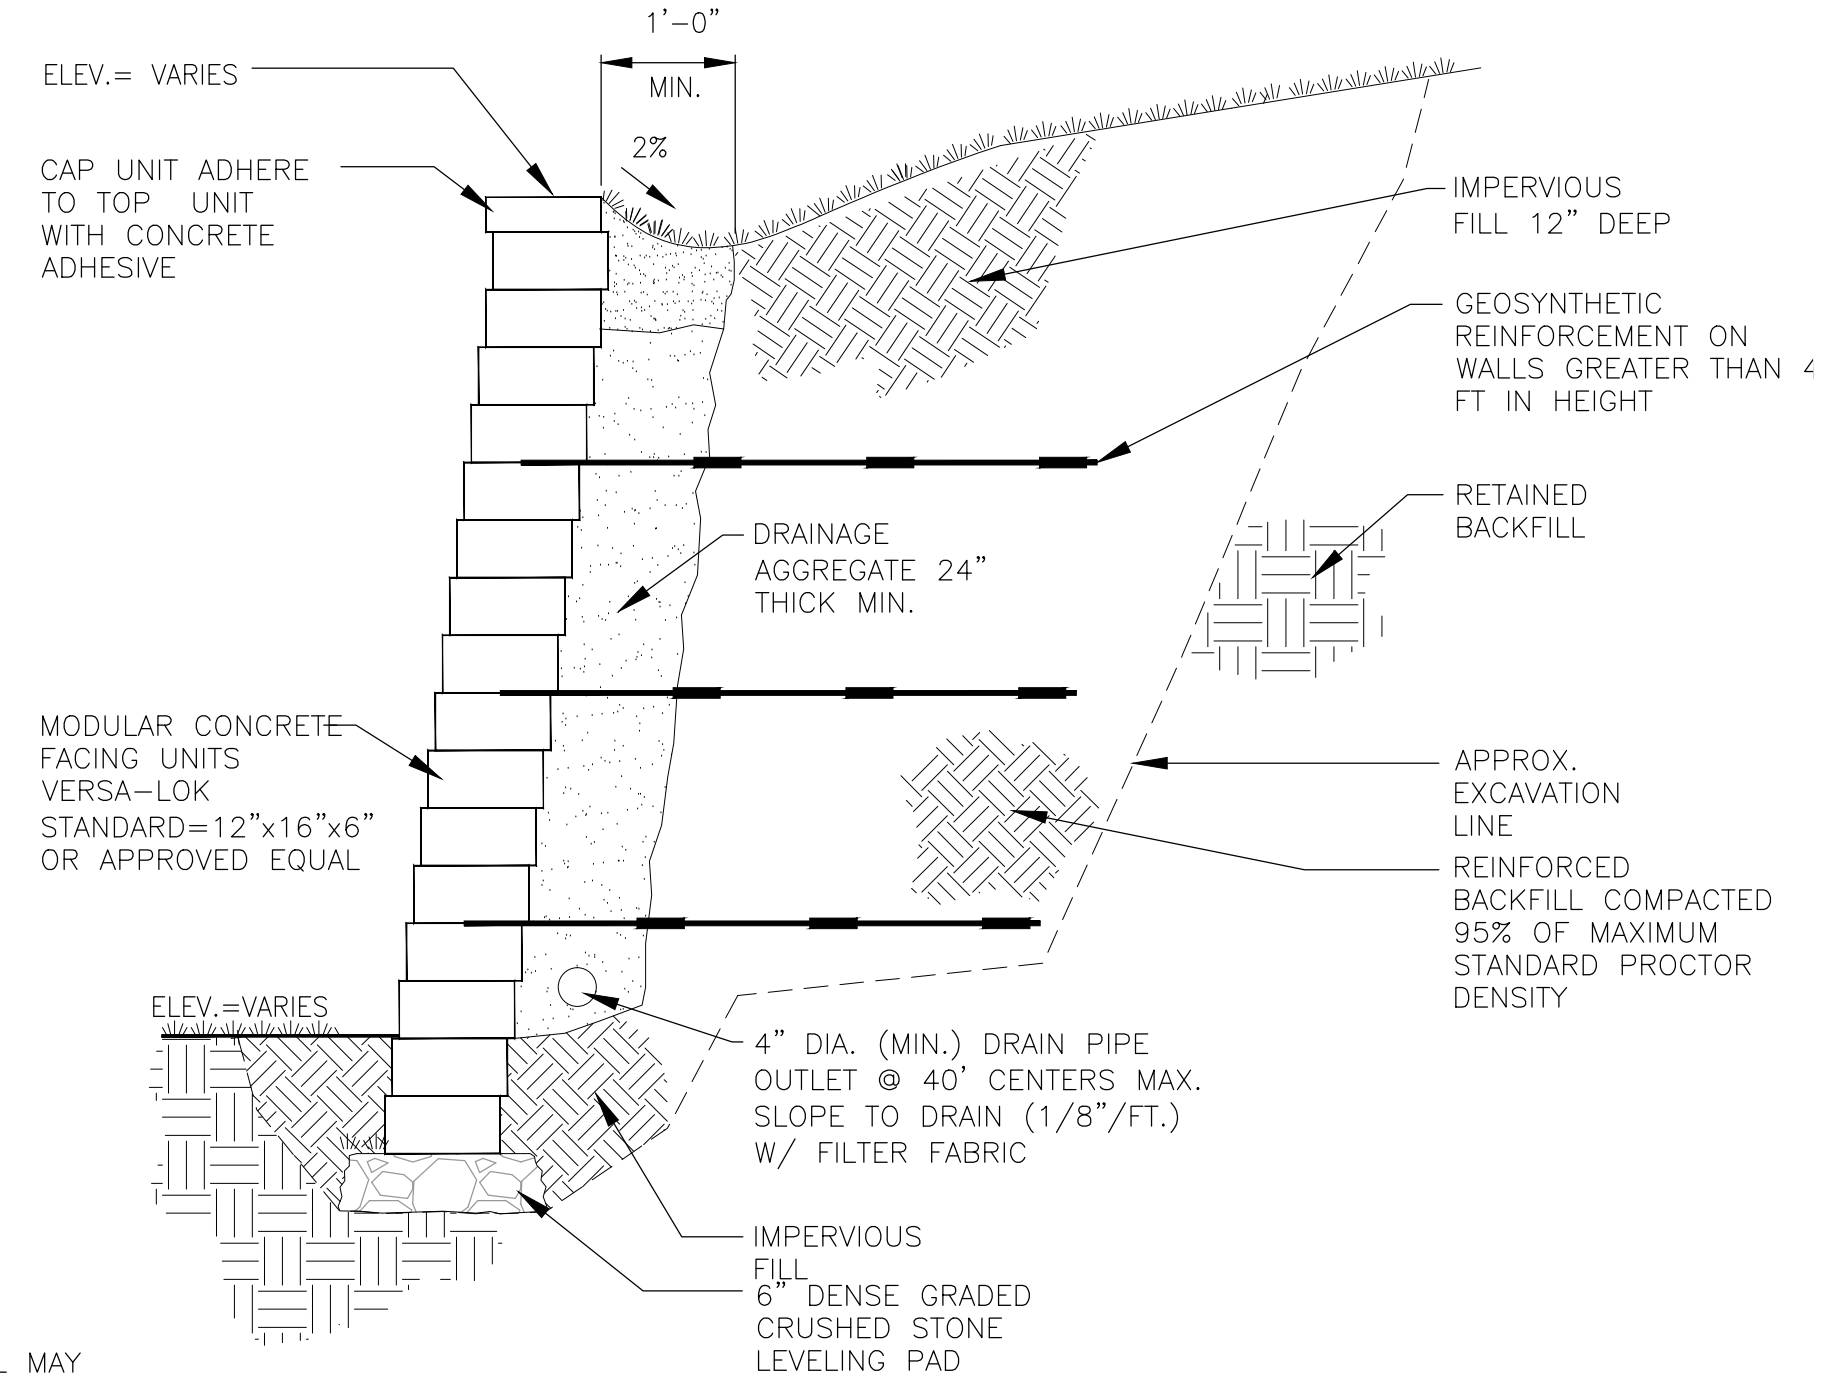 1'-0"
MIN.
2%
ELEV.= VARIES
CAP UNIT ADHERE
TO TOP UNIT
WITH CONCRETE
ADHESIVE
IMPERVIOUS
FILL 12" DEEP
GEOSYNTHETIC
REINFORCEMENT ON
WALLS GREATER THAN 4
FT IN HEIGHT
RETAINED
BACKFILL
DRAINAGE
AGGREGATE 24"
THICK MIN.
MODULAR CONCRETE
FACING UNITS
VERSA-LOK
STANDARD=12"x16"x6"
OR APPROVED EQUAL
APPROX.
EXCAVATION
LINE
REINFORCED
BACKFILL COMPACTED
95% OF MAXIMUM
STANDARD PROCTOR
DENSITY
ELEV.=VARIES
4" DIA. (MIN.) DRAIN PIPE
OUTLET @ 40' CENTERS MAX.
SLOPE TO DRAIN (1/8"/FT.)
W/ FILTER FABRIC
IMPERVIOUS
FILL
6" DENSE GRADED
CRUSHED STONE
LEVELING PAD
MAY